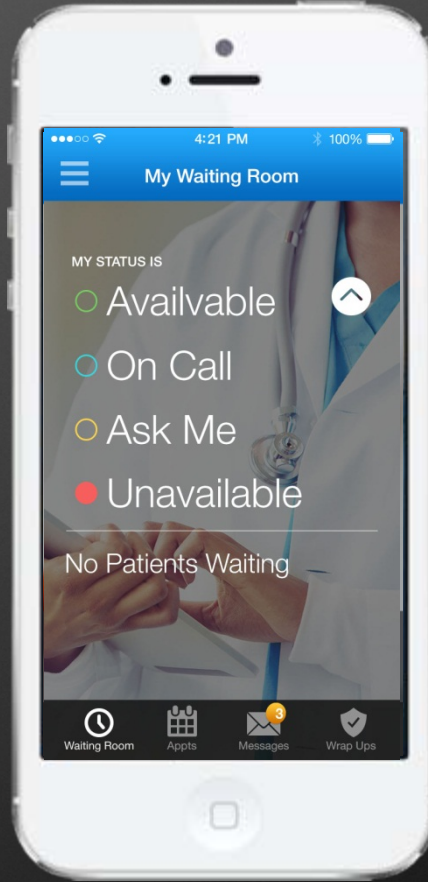 4:21 PM
100%
My Waiting Room
MY STATUS IS
Availvable
On Call
Ask Me
Unavailable
No Patients Waiting
3
Waiting Room
Appts
Messages
Wrap Ups